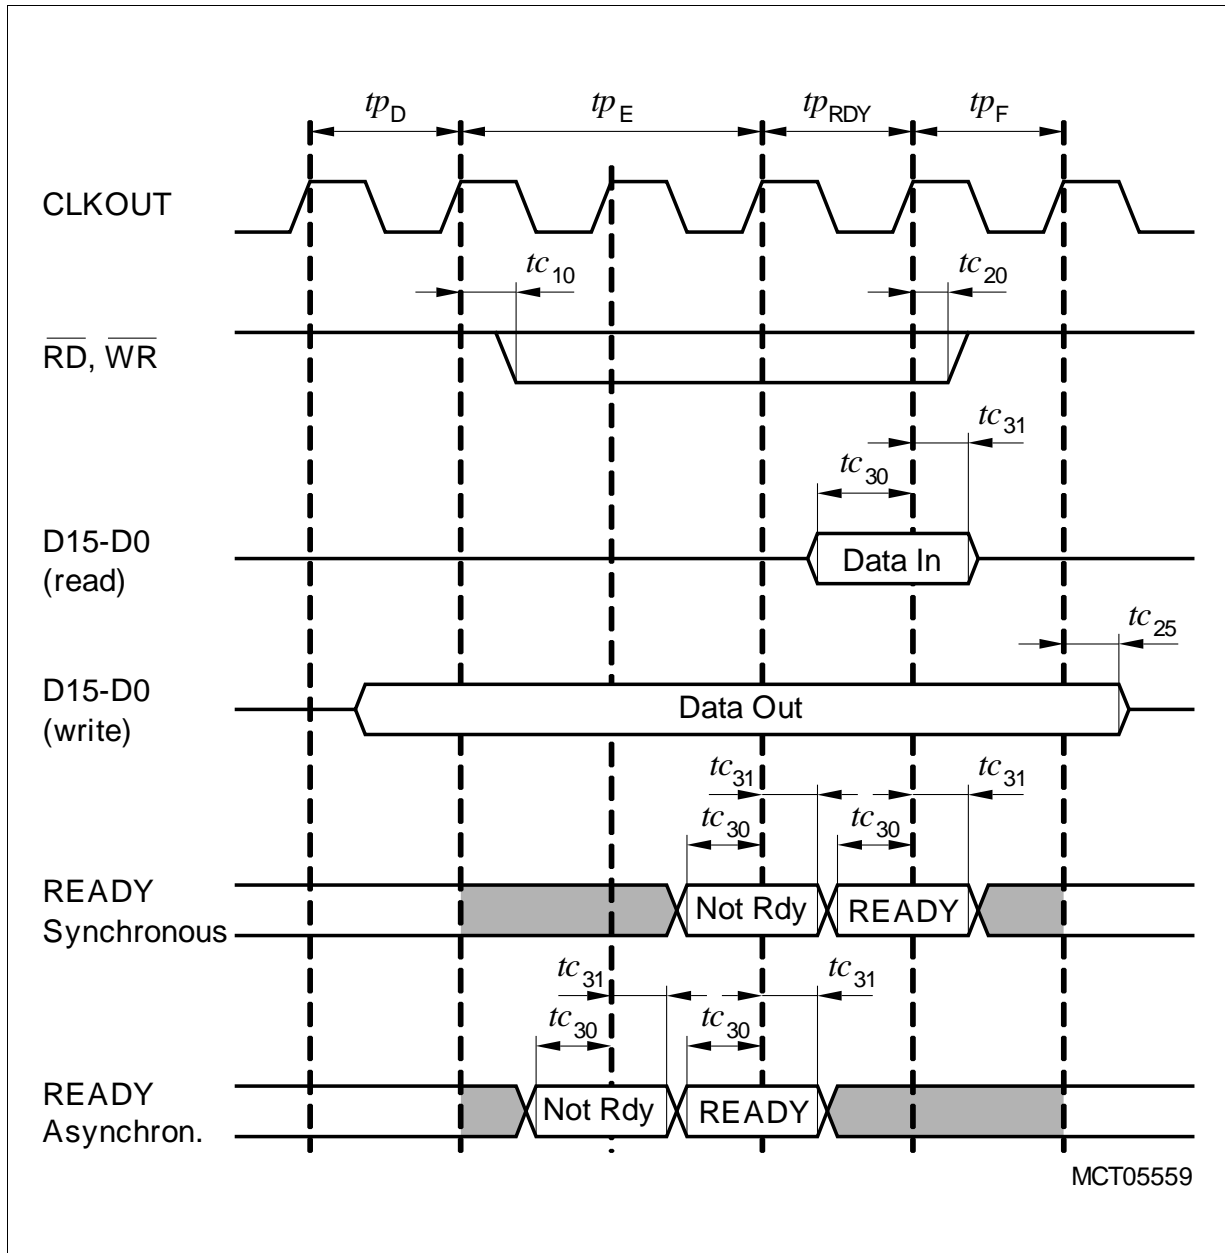 tpD tpE tpRDY tpF
CLKOUT
tc10 tc20
RD, WR
tc31
tc30
D15-D0
(read)
Data In
tc25
D15-D0
(write)
Data Out
tc31 tc31
tc30 tc30
READY
Synchronous
Not Rdy READY
tc31 tc31
tc30 tc30
READY
Asynchron.
Not Rdy READY
MCT05559